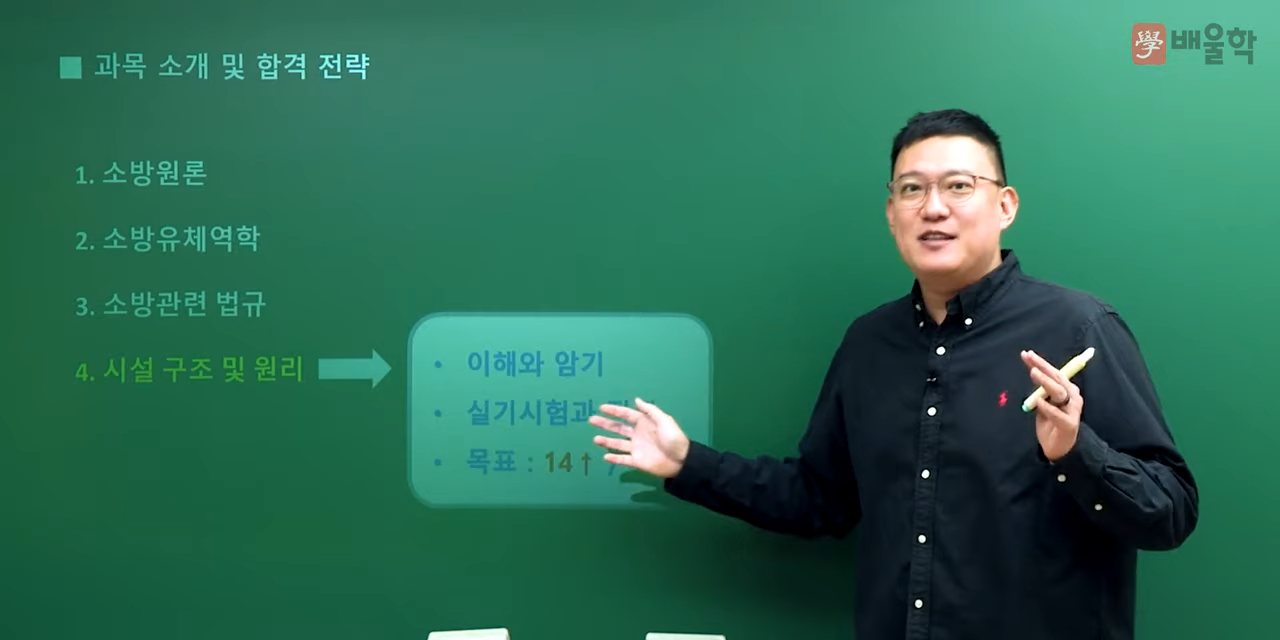 學 배울학
■ 과목 소개 및 합격 전략
1. 소방원론
2. 소방유체역학
3. 소방관련 법규
4. 시설 구조 및 원리
• 이해와 암기
• 실기시험과
• 목표 : 14↑ /